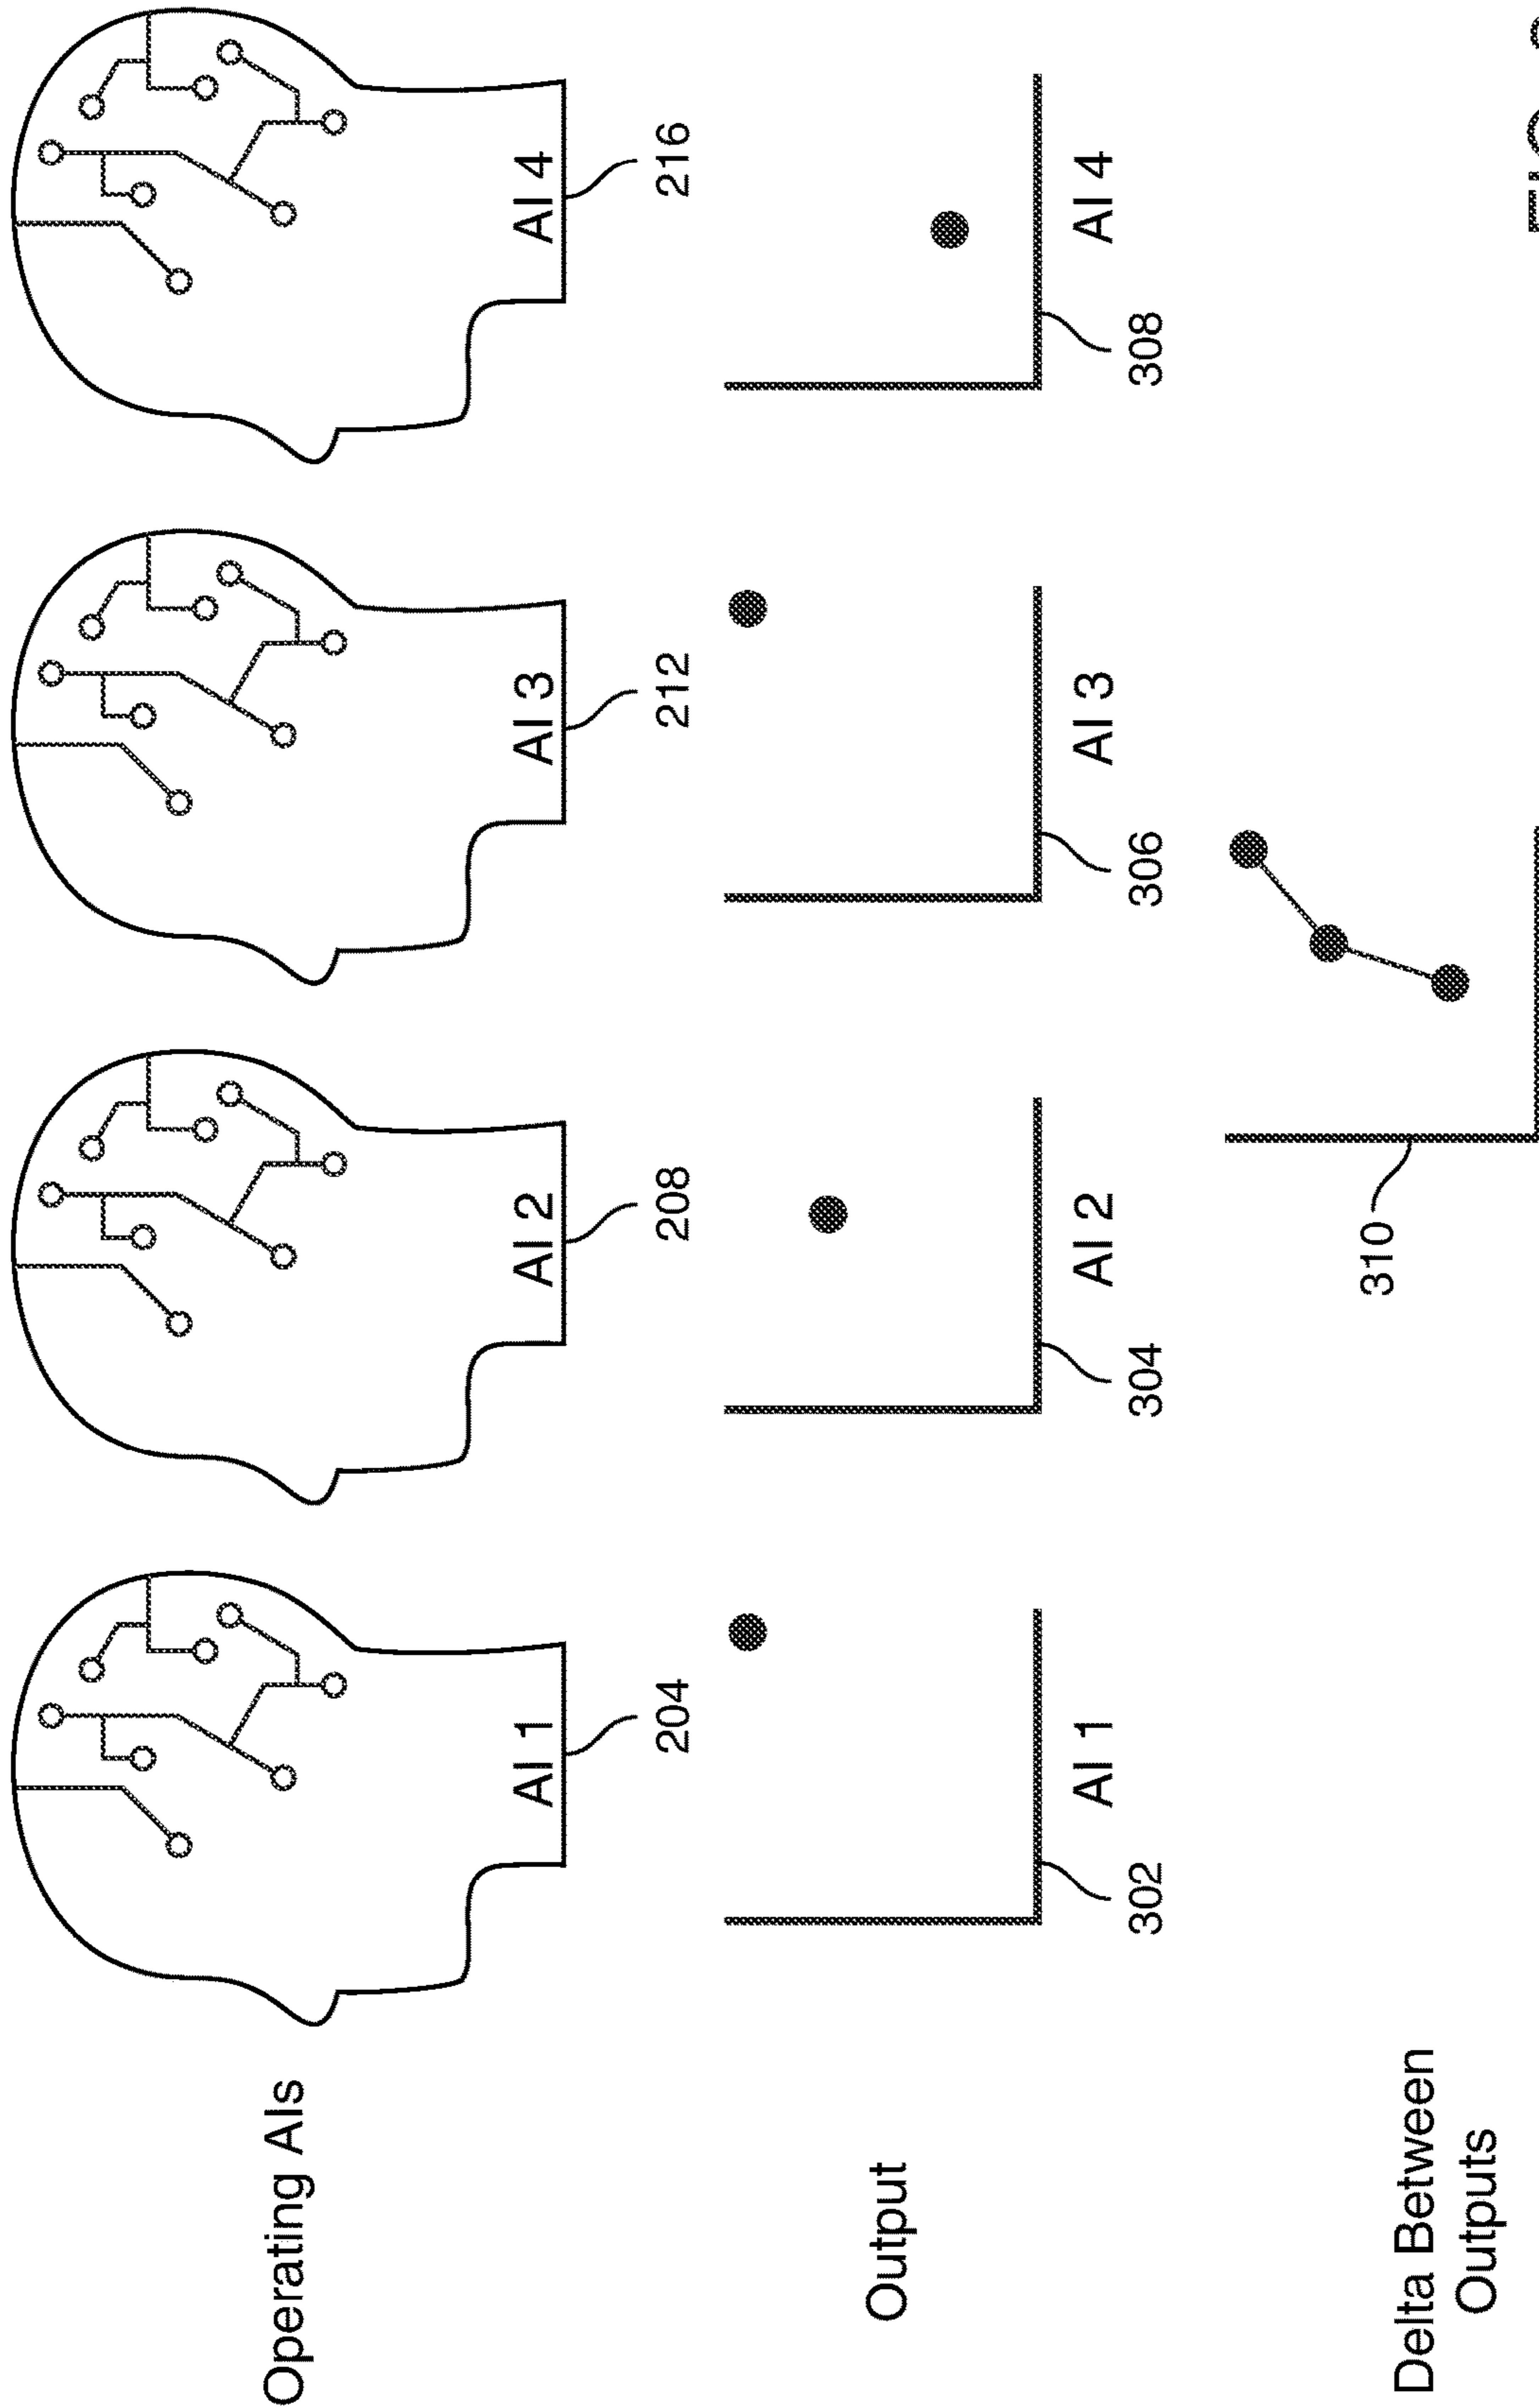 Operating AIs
AI 1
AI 2
AI 3
AI 4
204
208
212
216
Output
AI 1
AI 2
AI 3
AI 4
302
304
306
308
Delta Between
Outputs
310